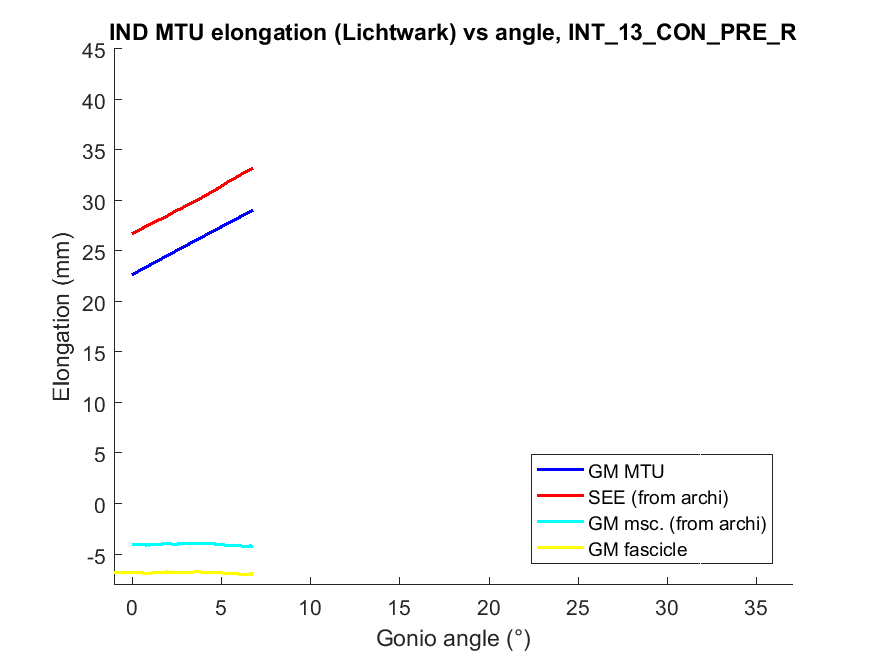 IND MTU elongation (Lichtwark) vs angle, INT_13_CON_PRE_R
45
40
35
30
25
20
15
10
5
0
-5
Elongation (mm)
0 5 10 15 20 25 30 35
Gonio angle (°)
GM MTU
SEE (from archi)
GM msc. (from archi)
GM fascicle